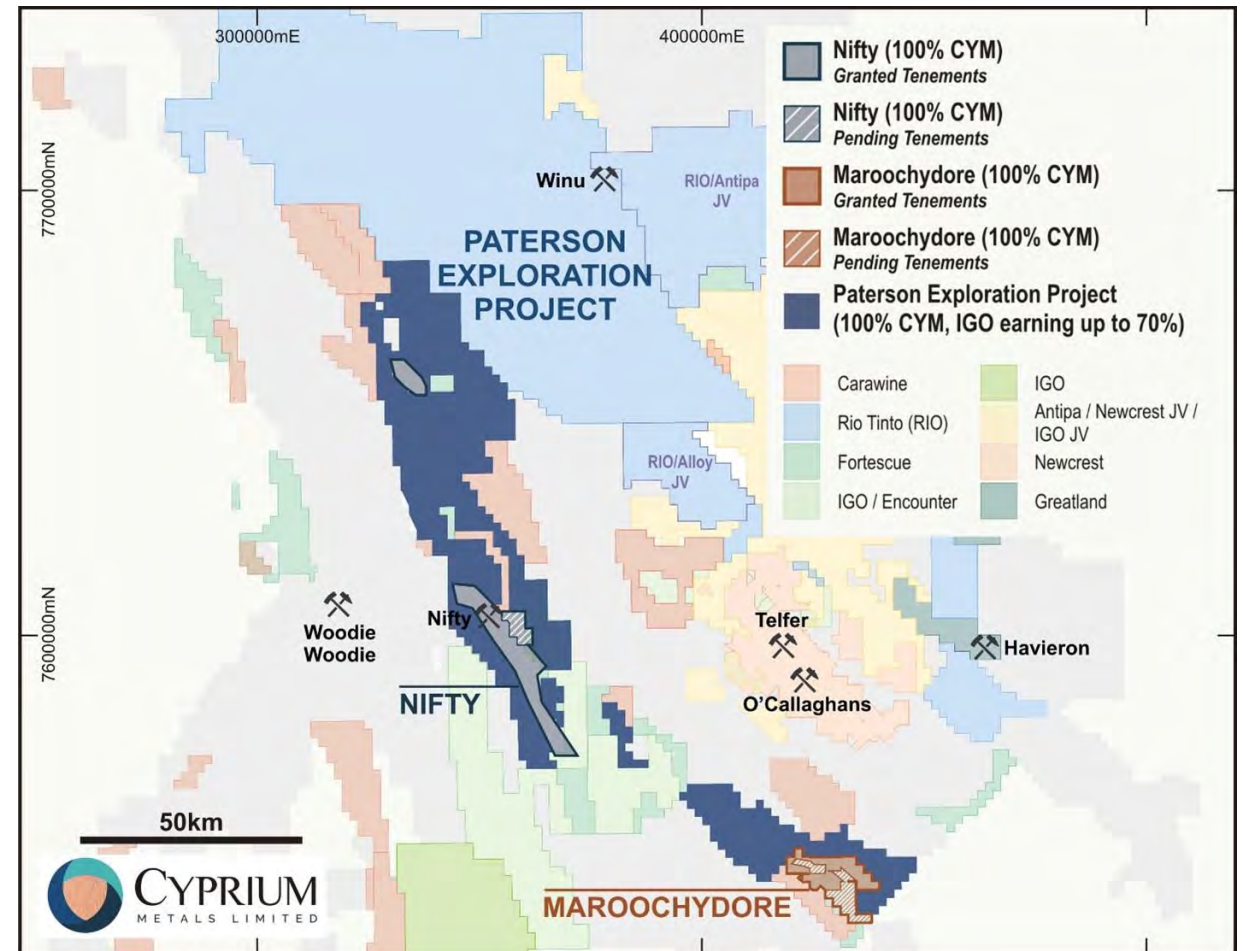 300000mE
400000mE
7700000mN
7600000mN
Nifty (100% CYM)
Granted Tenements
Nifty (100% CYM)
Pending Tenements
Maroochydore (100% CYM)
Granted Tenements
Maroochydore (100% CYM)
Pending Tenements
Paterson Exploration Project
(100% CYM, IGO earning up to 70%)
Carawine
Rio Tinto (RIO)
Fortescue
IGO / Encounter
IGO
Antipa / Newcrest JV /
IGO JV
Newcrest
Greatland
Winu
RIO/Antipa
JV
PATERSON
EXPLORATION
PROJECT
RIO/Alloy
JV
Nifty
Woodie
Woodie
Telfer
Havieron
O'Callaghans
NIFTY
MAROOCHYDORE
50km
CYPRIUM
METALS LIMITED